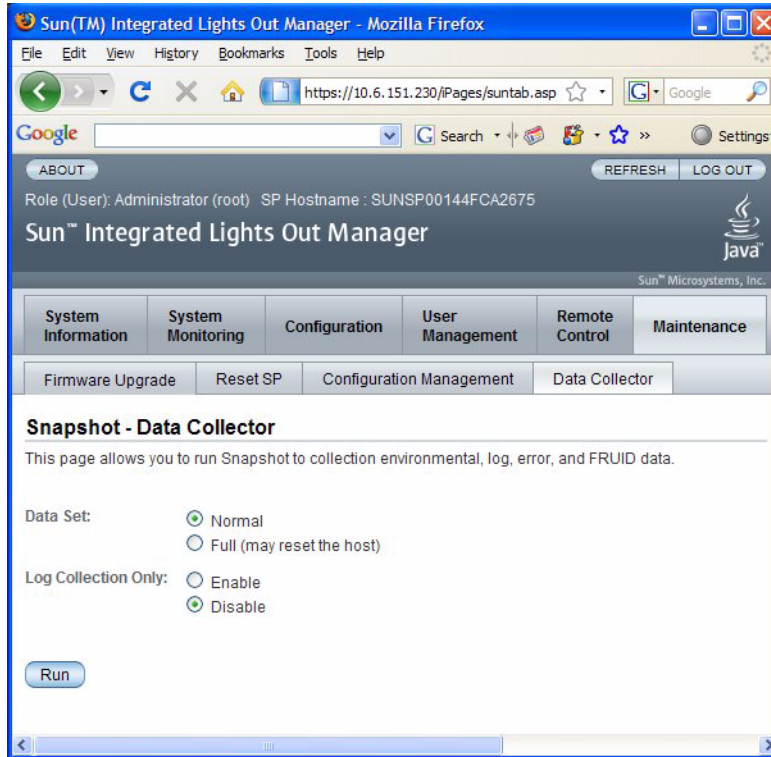 Sun(TM) Integrated Lights Out Manager - Mozilla Firefox
File Edit View History Bookmarks Tools Help
https://10.6.151.230/iPages/suntab.asp G Google
Google G Search » Settings
ABOUT REFRESH LOG OUT
Role (User): Administrator (root) SP Hostname : SUNSP00144FCA2675
Sun™ Integrated Lights Out Manager
Java™
Sun™ Microsystems, Inc.
System Information System Monitoring Configuration User Management Remote Control Maintenance
Firmware Upgrade Reset SP Configuration Management Data Collector
Snapshot - Data Collector
This page allows you to run Snapshot to collection environmental, log, error, and FRUID data.
Data Set: Normal
Full (may reset the host)
Log Collection Only: Enable
Disable
Run